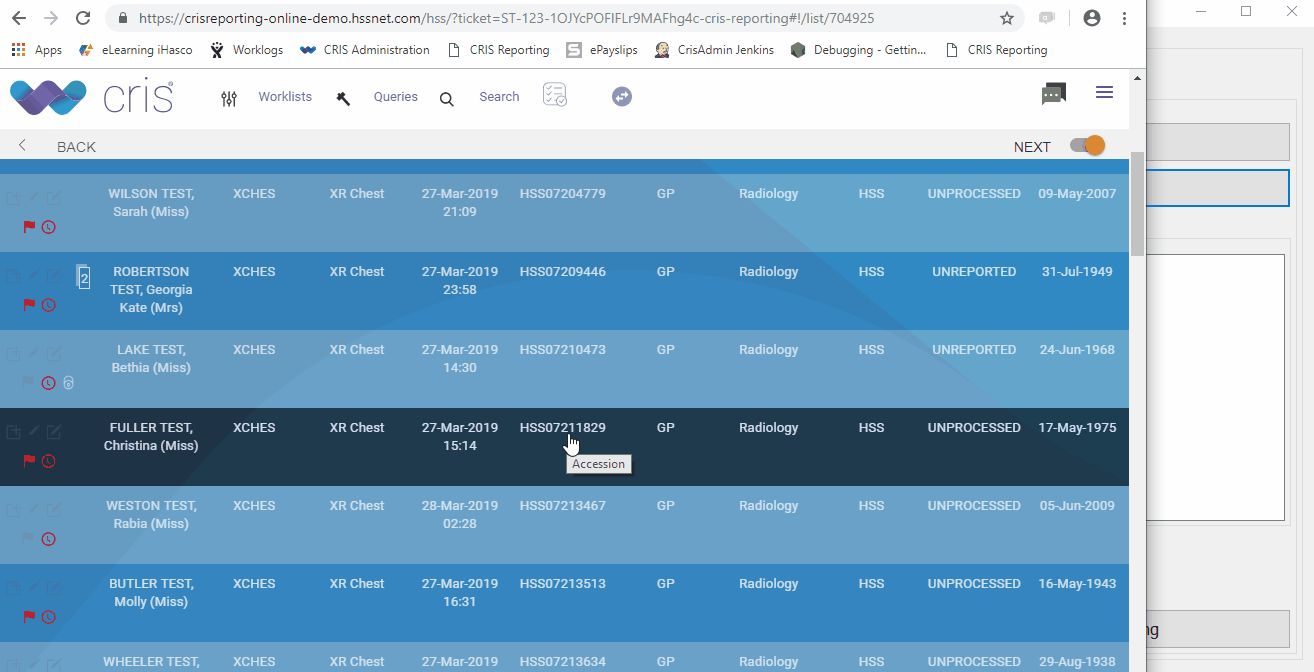 https://crisreporting-online-demo.hssnet.com/hss/?ticket=ST-123-1OJYcPOFIFLr9MAFhg4c-cris-reporting#!/list/704925
Apps eLearning iHasco Worklogs CRIS Administration CRIS Reporting ePayslips CrisAdmin Jenkins Debugging - Gettin... CRIS Reporting
cris® Worklists Queries Search
BACK NEXT
WILSON TEST, XCHES XR Chest 27-Mar-2019 HSS07204779 GP Radiology HSS UNPROCESSED 09-May-2007
Sarah (Miss) 21:09
2 ROBERTSON XCHES XR Chest 27-Mar-2019 HSS07209446 GP Radiology HSS UNREPORTED 31-Jul-1949
TEST, Georgia 23:58
Kate (Mrs)
LAKE TEST, XCHES XR Chest 27-Mar-2019 HSS07210473 GP Radiology HSS UNREPORTED 24-Jun-1968
Bethia (Miss) 14:30
FULLER TEST, XCHES XR Chest 27-Mar-2019 HSS07211829 GP Radiology HSS UNPROCESSED 17-May-1975
Christina (Miss) 15:14
Accession
WESTON TEST, XCHES XR Chest 28-Mar-2019 HSS07213467 GP Radiology HSS UNPROCESSED 05-Jun-2009
Rabia (Miss) 02:28
BUTLER TEST, XCHES XR Chest 27-Mar-2019 HSS07213513 GP Radiology HSS UNPROCESSED 16-May-1943
Molly (Miss) 16:31
ng
WHEELER TEST, XCHES XR Chest 27-Mar-2019 HSS07213634 GP Radiology HSS UNPROCESSED 29-Aug-1938